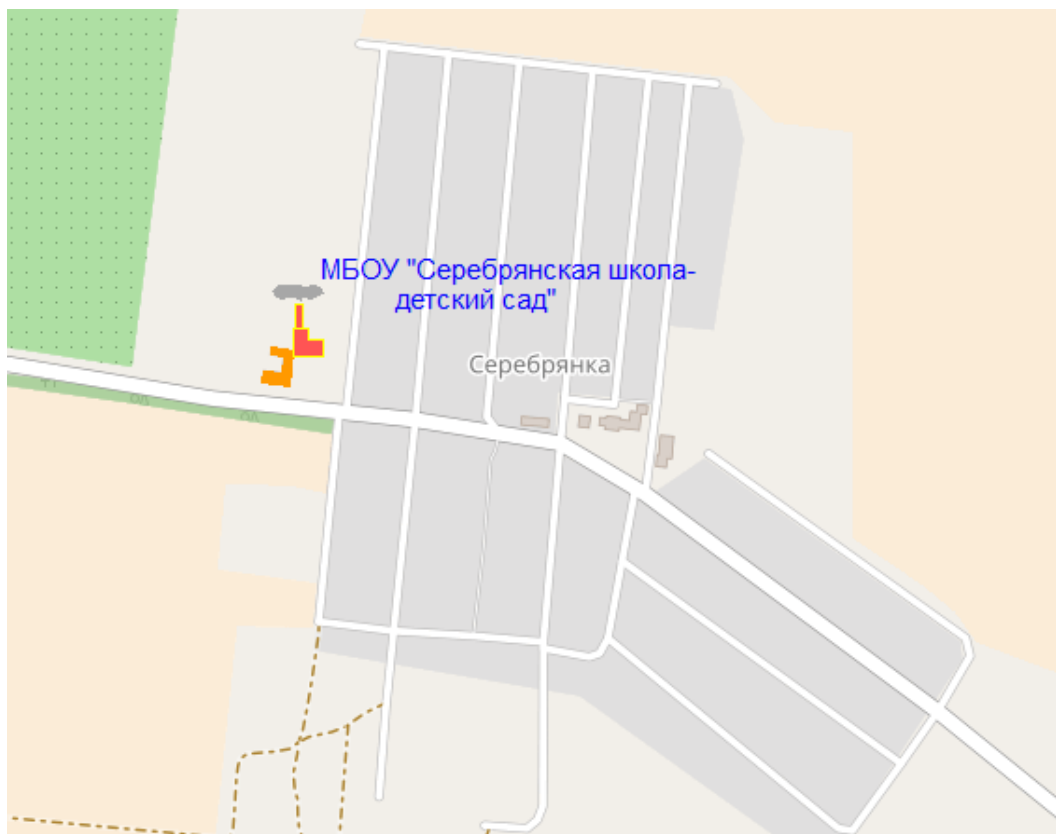 МБОУ "Серебрянская школа-
детский сад"
Серебрянка